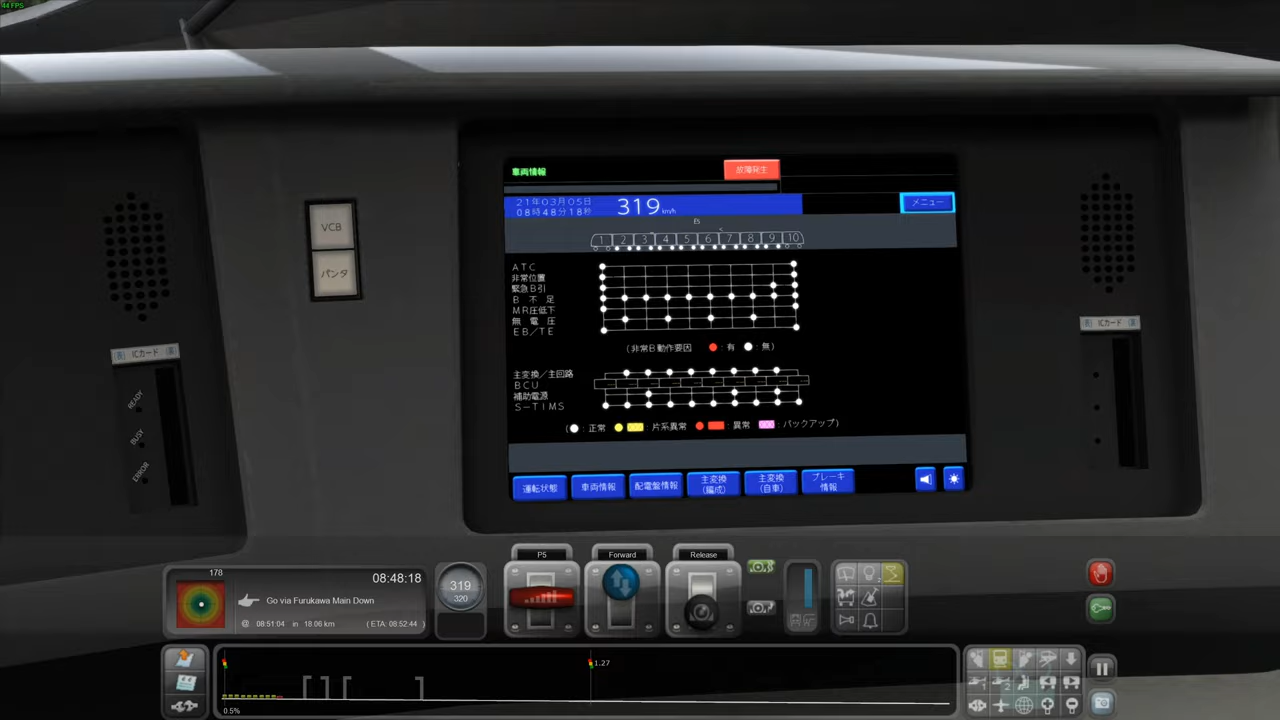 44 FPS
車両情報
故障発生
21年03月05日
08時48分18秒
319km/h
メニュー
E5
1 2 3 4 5 6 7 8 9 10
ATC
非常位置
緊急B引
B 不 足
MR圧低下
無 電 圧
EB/TE
(非常B動作要因 : 有 : 無)
主変換/主回路
BCU
補助電源
S-TIMS
( : 正常 : 片系異常 : 異常 : バックアップ)
運転状態
車両情報
配電盤情報
主変換
(編成)
主変換
(自車)
ブレーキ
情報
VCB
パンタ
ICカード
READY
BUSY
ERROR
ICカード
P5
Forward
Release
178
08:48:18
Go via Furukawa Main Down
@ 08:51:04 in 18.06 km ( ETA: 08:52:44 )
319
320
1.27
0.5%